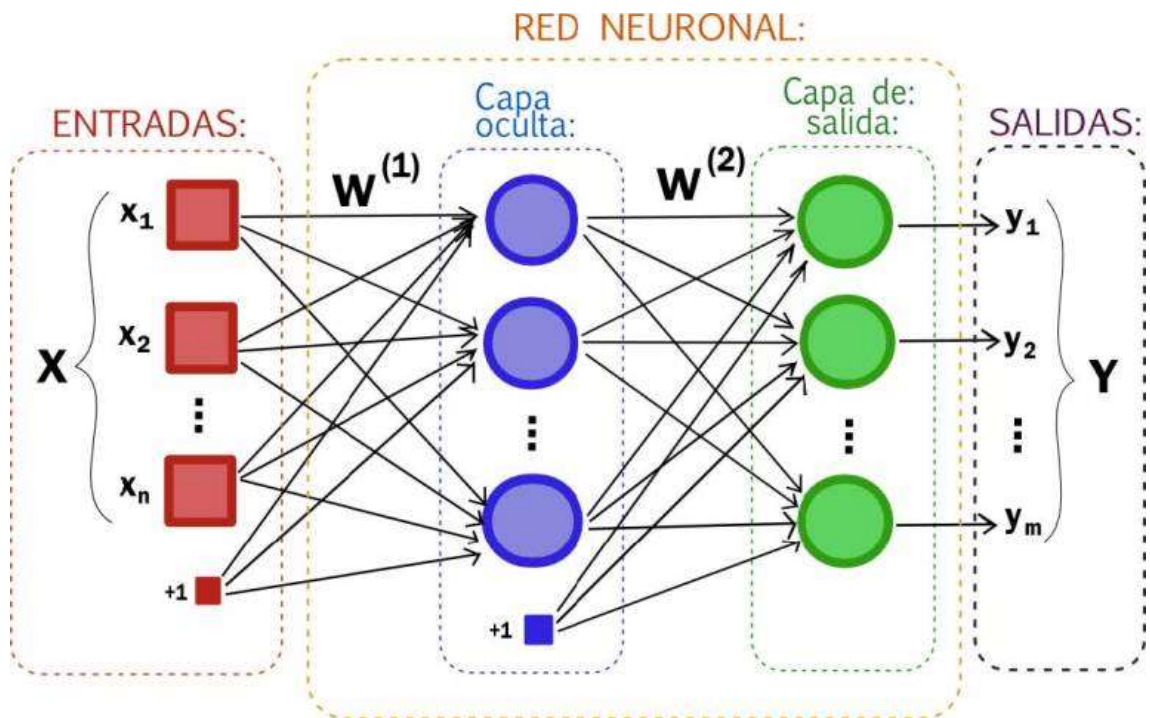 RED NEURONAL:
ENTRADAS:
Capa
oculta:
Capa de:
salida:
SALIDAS:
W(1)
W(2)
x1
x2
⋮
xn
+1
X
⋮
+1
⋮
y1
y2
⋮
ym
Y